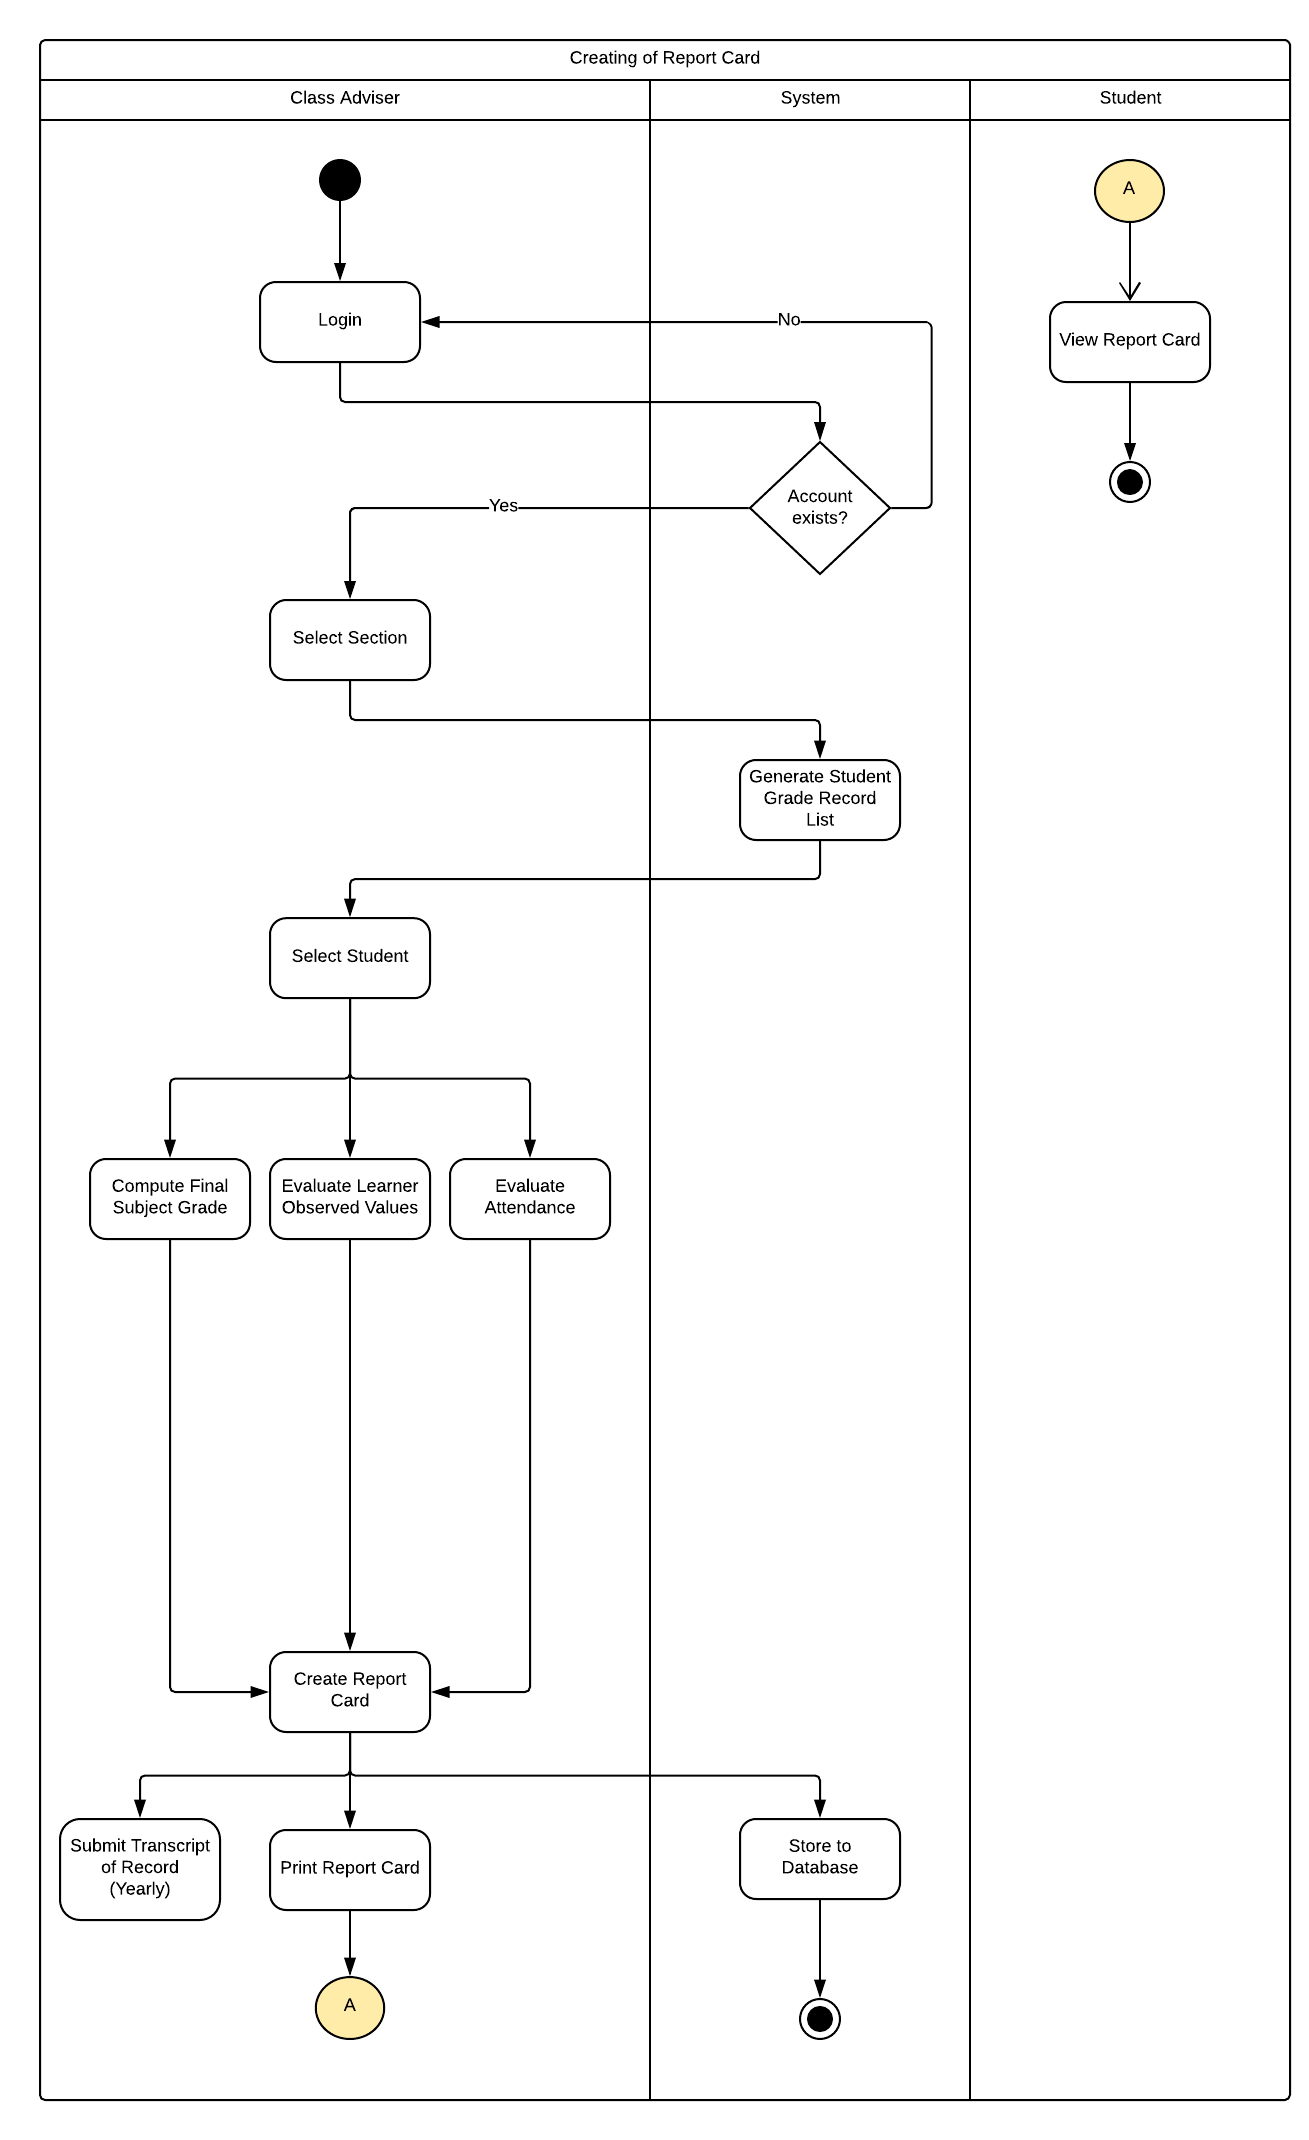 Creating of Report Card
Class Adviser
System
Student
A
Login
No
View Report Card
Account
exists?
Yes
Select Section
Generate Student
Grade Record
List
Select Student
Compute Final
Subject Grade
Evaluate Learner
Observed Values
Evaluate
Attendance
Create Report
Card
Submit Transcript
of Record
(Yearly)
Print Report Card
Store to
Database
A